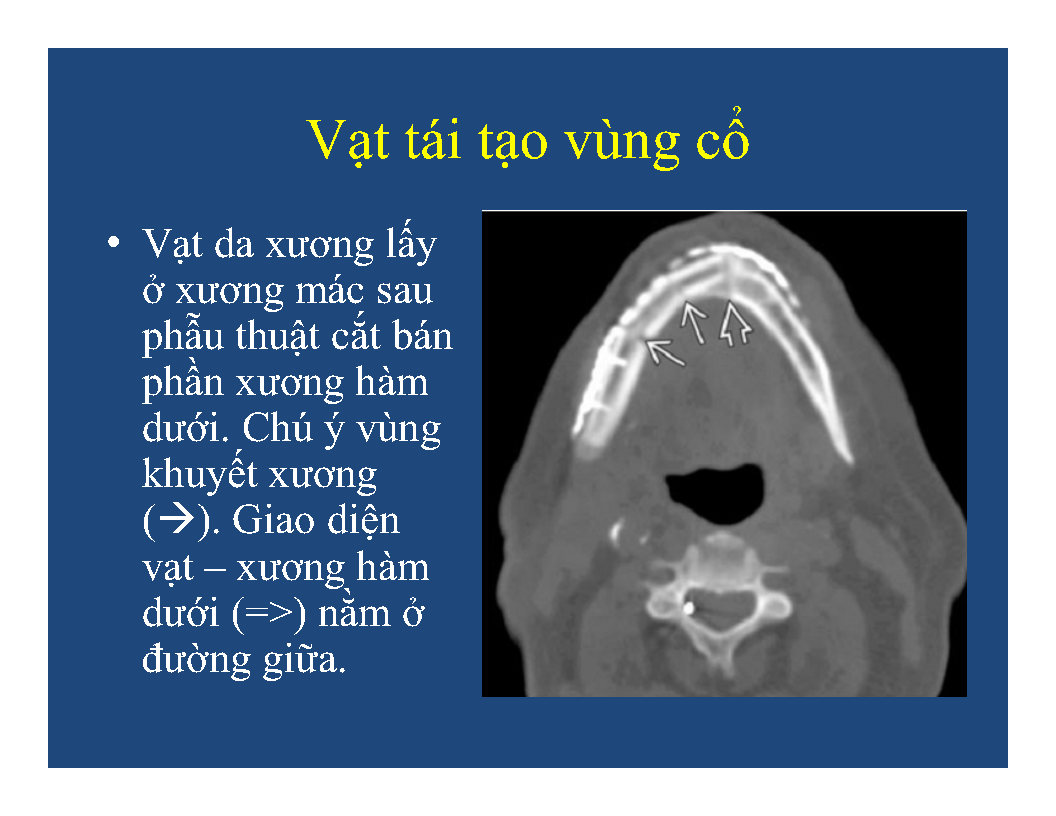 Vạt tái tạo vùng cổ
• Vạt da xương lấy
ở xương mác sau
phẫu thuật cắt bán
phần xương hàm
dưới. Chú ý vùng
khuyết xương
(→). Giao diện
vạt – xương hàm
dưới (=>) nằm ở
đường giữa.